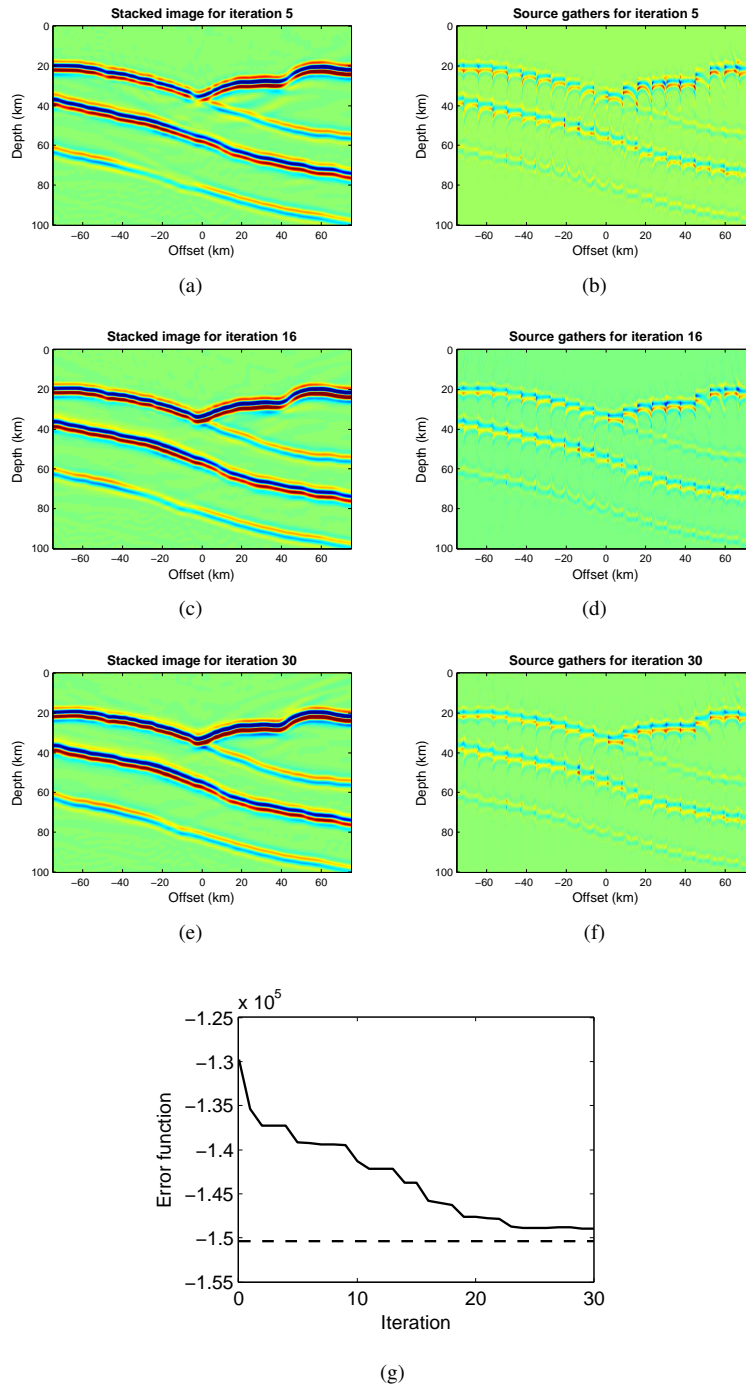 Stacked image for iteration 5
Depth (km)
0
20
40
60
80
100
−60 −40 −20 0 20 40 60
Offset (km)
(a)
Source gathers for iteration 5
Depth (km)
0
20
40
60
80
100
−60 −40 −20 0 20 40 60
Offset (km)
(b)
Stacked image for iteration 16
Depth (km)
0
20
40
60
80
100
−60 −40 −20 0 20 40 60
Offset (km)
(c)
Source gathers for iteration 16
Depth (km)
0
20
40
60
80
100
−60 −40 −20 0 20 40 60
Offset (km)
(d)
Stacked image for iteration 30
Depth (km)
0
20
40
60
80
100
−60 −40 −20 0 20 40 60
Offset (km)
(e)
Source gathers for iteration 30
Depth (km)
0
20
40
60
80
100
−60 −40 −20 0 20 40 60
Offset (km)
(f)
x 10^5
Error function
−1.25
−1.3
−1.35
−1.4
−1.45
−1.5
−1.55
0 10 20 30
Iteration
(g)